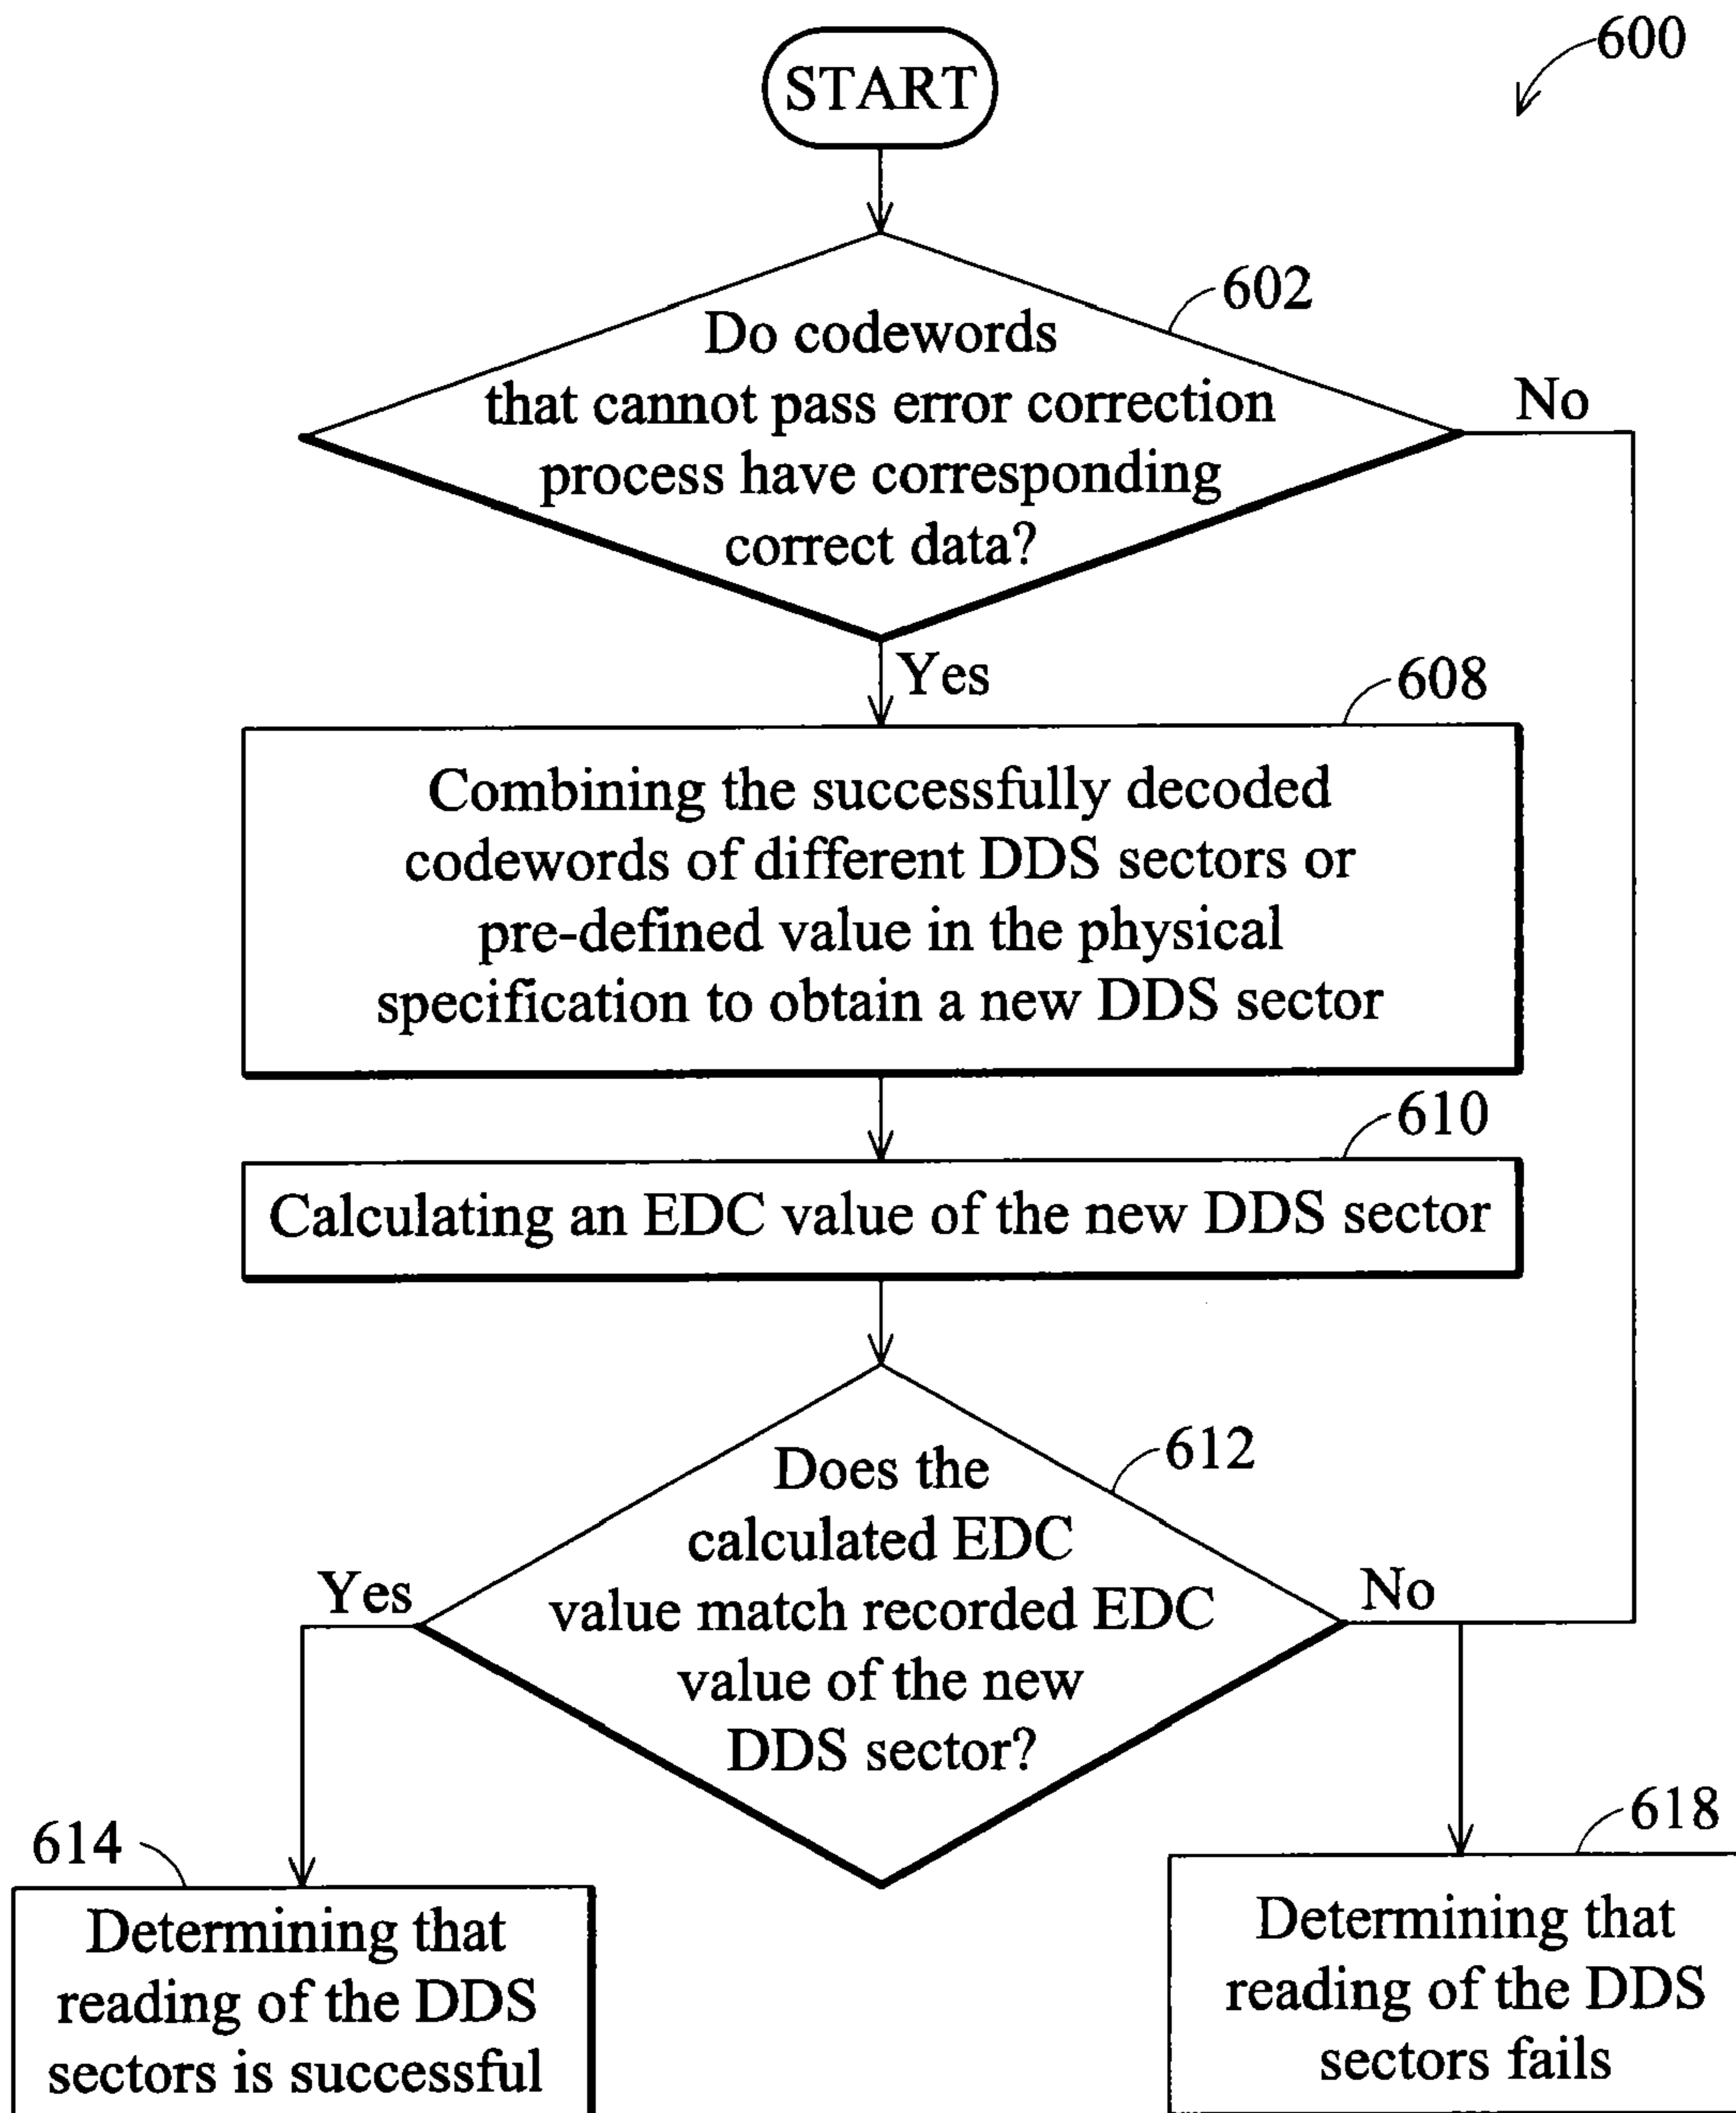 600
START
602
Do codewords
that cannot pass error correction
process have corresponding
correct data?
No
Yes
608
Combining the successfully decoded
codewords of different DDS sectors or
pre-defined value in the physical
specification to obtain a new DDS sector
610
Calculating an EDC value of the new DDS sector
612
Does the
calculated EDC
value match recorded EDC
value of the new
DDS sector?
Yes
No
614
Determining that
reading of the DDS
sectors is successful
618
Determining that
reading of the DDS
sectors fails